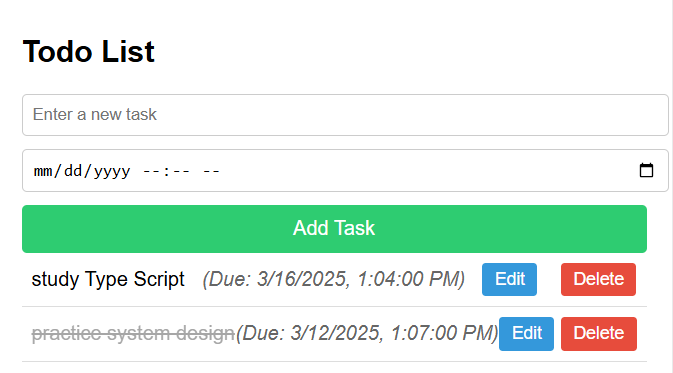 Todo List
Enter a new task
mm/dd/yyyy --:-- --
Add Task
study Type Script (Due: 3/16/2025, 1:04:00 PM) Edit Delete
practice system design(Due: 3/12/2025, 1:07:00 PM) Edit Delete